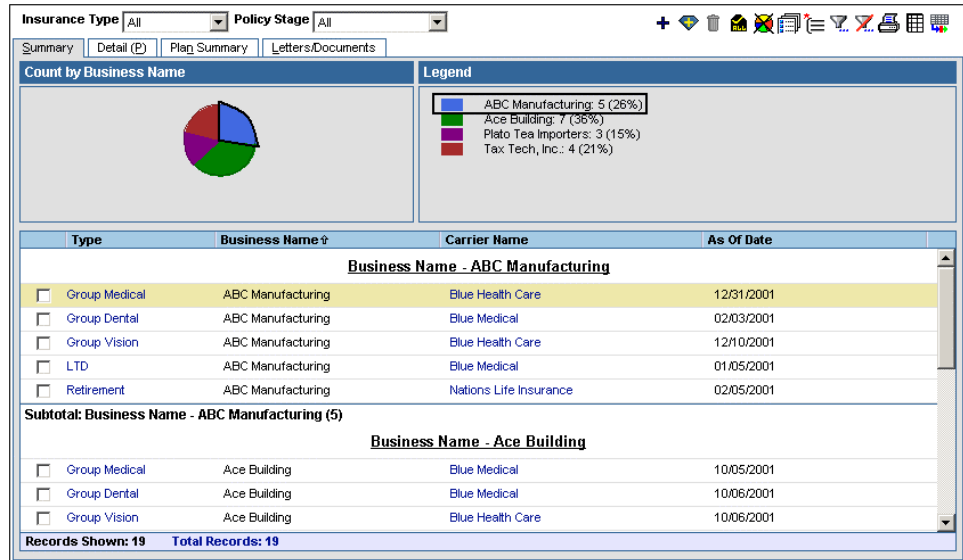 Insurance Type All Policy Stage All
Summary Detail (P) Plan Summary Letters/Documents
Count by Business Name
Legend
ABC Manufacturing: 5 (26%)
Ace Building: 7 (36%)
Plato Tea Importers: 3 (15%)
Tax Tech, Inc.: 4 (21%)
Type Business Name⇧ Carrier Name As Of Date
Business Name - ABC Manufacturing
Group Medical ABC Manufacturing Blue Health Care 12/31/2001
Group Dental ABC Manufacturing Blue Medical 02/03/2001
Group Vision ABC Manufacturing Blue Health Care 12/10/2001
LTD ABC Manufacturing Blue Medical 01/05/2001
Retirement ABC Manufacturing Nations Life Insurance 02/05/2001
Subtotal: Business Name - ABC Manufacturing (5)
Business Name - Ace Building
Group Medical Ace Building Blue Medical 10/05/2001
Group Dental Ace Building Blue Medical 10/06/2001
Group Vision Ace Building Blue Health Care 10/06/2001
Records Shown: 19 Total Records: 19